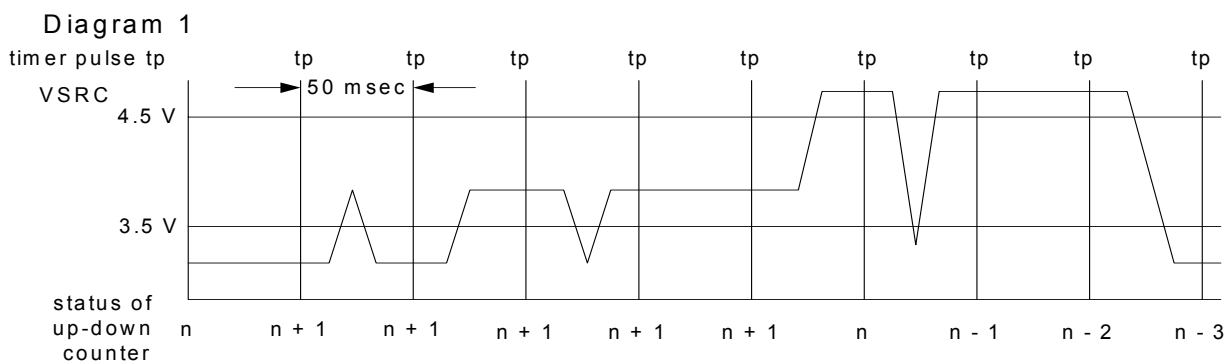 Diagram 1
timer pulse tp tp tp tp tp tp tp tp tp tp
50 msec
VSRC
4.5 V
3.5 V
status of
up-down
counter
n n + 1 n + 1 n + 1 n + 1 n + 1 n n - 1 n - 2 n - 3